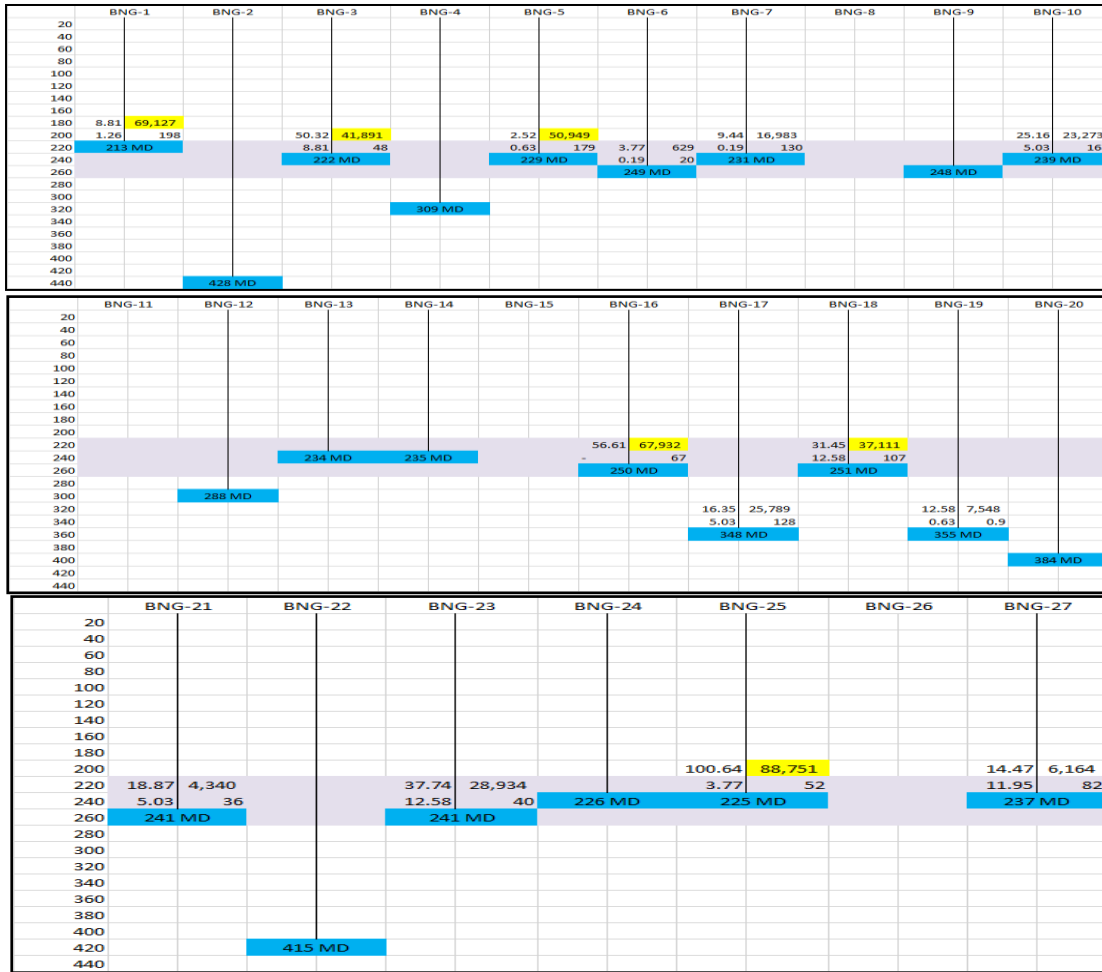 BNG-1 BNG-2 BNG-3 BNG-4 BNG-5 BNG-6 BNG-7 BNG-8 BNG-9 BNG-10
20
40
60
80
100
120
140
160
180 8.81 69,127
200 1.26 198 50.32 41,891 2.52 50,949 9.44 16,983 25.16 23,273
220 213 MD 8.81 48 0.63 179 3.77 629 0.19 130 5.03 16
240 222 MD 229 MD 0.19 20 231 MD 239 MD
260 249 MD 248 MD
280
300
320 309 MD
340
360
380
400
420
440 428 MD
BNG-11 BNG-12 BNG-13 BNG-14 BNG-15 BNG-16 BNG-17 BNG-18 BNG-19 BNG-20
20
40
60
80
100
120
140
160
180
200
220 56.61 67,932 31.45 37,111
240 234 MD 235 MD - 67 12.58 107
260 250 MD 251 MD
280
300 288 MD
320 16.35 25,789 12.58 7,548
340 5.03 128 0.63 0.9
360 348 MD 355 MD
380
400 384 MD
420
440
BNG-21 BNG-22 BNG-23 BNG-24 BNG-25 BNG-26 BNG-27
20
40
60
80
100
120
140
160
180
200 100.64 88,751 14.47 6,164
220 18.87 4,340 37.74 28,934 3.77 52 11.95 82
240 5.03 36 12.58 40 226 MD 225 MD 237 MD
260 241 MD 241 MD
280
300
320
340
360
380
400
420 415 MD
440